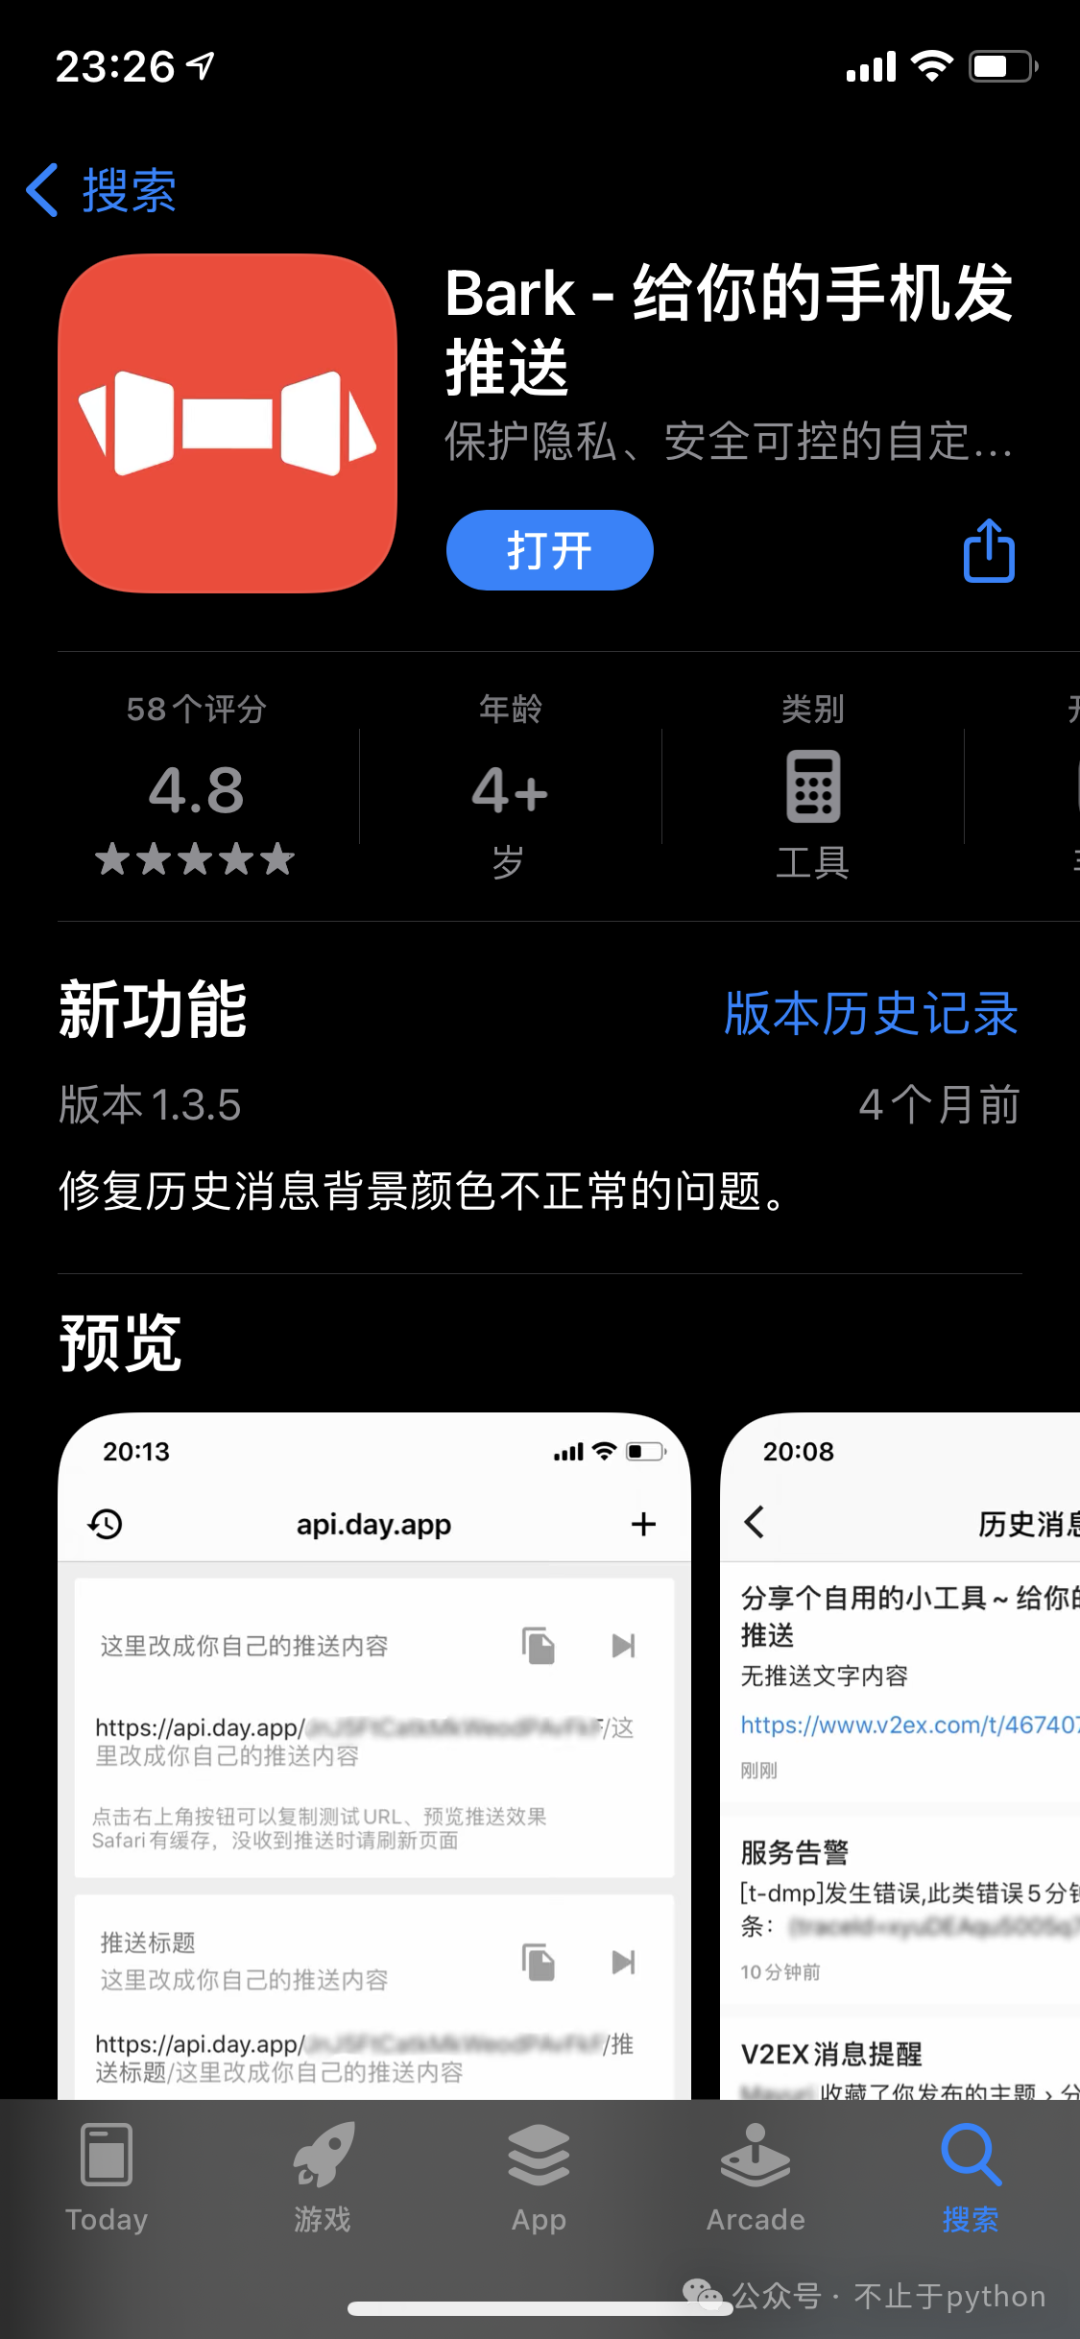 23:26
搜索
Bark - 给你的手机发
推送
保护隐私、安全可控的自定...
打开
58个评分
年龄
类别
4.8
4+
岁
工具
新功能
版本历史记录
版本 1.3.5
4个月前
修复历史消息背景颜色不正常的问题。
预览
20:13
api.day.app
这里改成你自己的推送内容
https://api.day.app/ /这
里改成你自己的推送内容
点击右上角按钮可以复制测试URL、预览推送效果
Safari有缓存，没收到推送时请刷新页面
推送标题
这里改成你自己的推送内容
https://api.day.app/ /推
送标题/这里改成你自己的推送内容
20:08
历史消息
分享个自用的小工具～给你的
推送
无推送文字内容
https://www.v2ex.com/t/467407
刚刚
服务告警
[t-dmp]发生错误,此类错误5分钟
条：
10分钟前
V2EX消息提醒
收藏了你发布的主题 › 分
Today
游戏
App
Arcade
搜索
公众号 · 不止于python